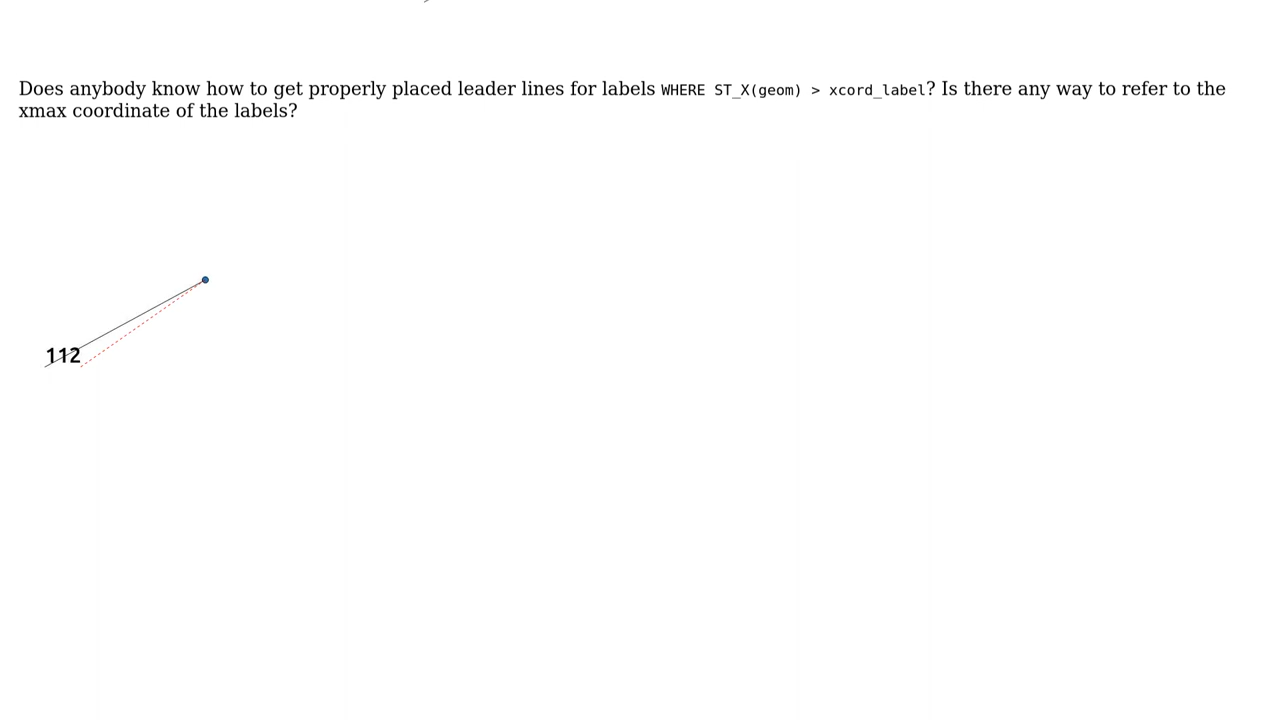 Does anybody know how to get properly placed leader lines for labels WHERE ST_X(geom) > xcord_label? Is there any way to refer to the
xmax coordinate of the labels?
112